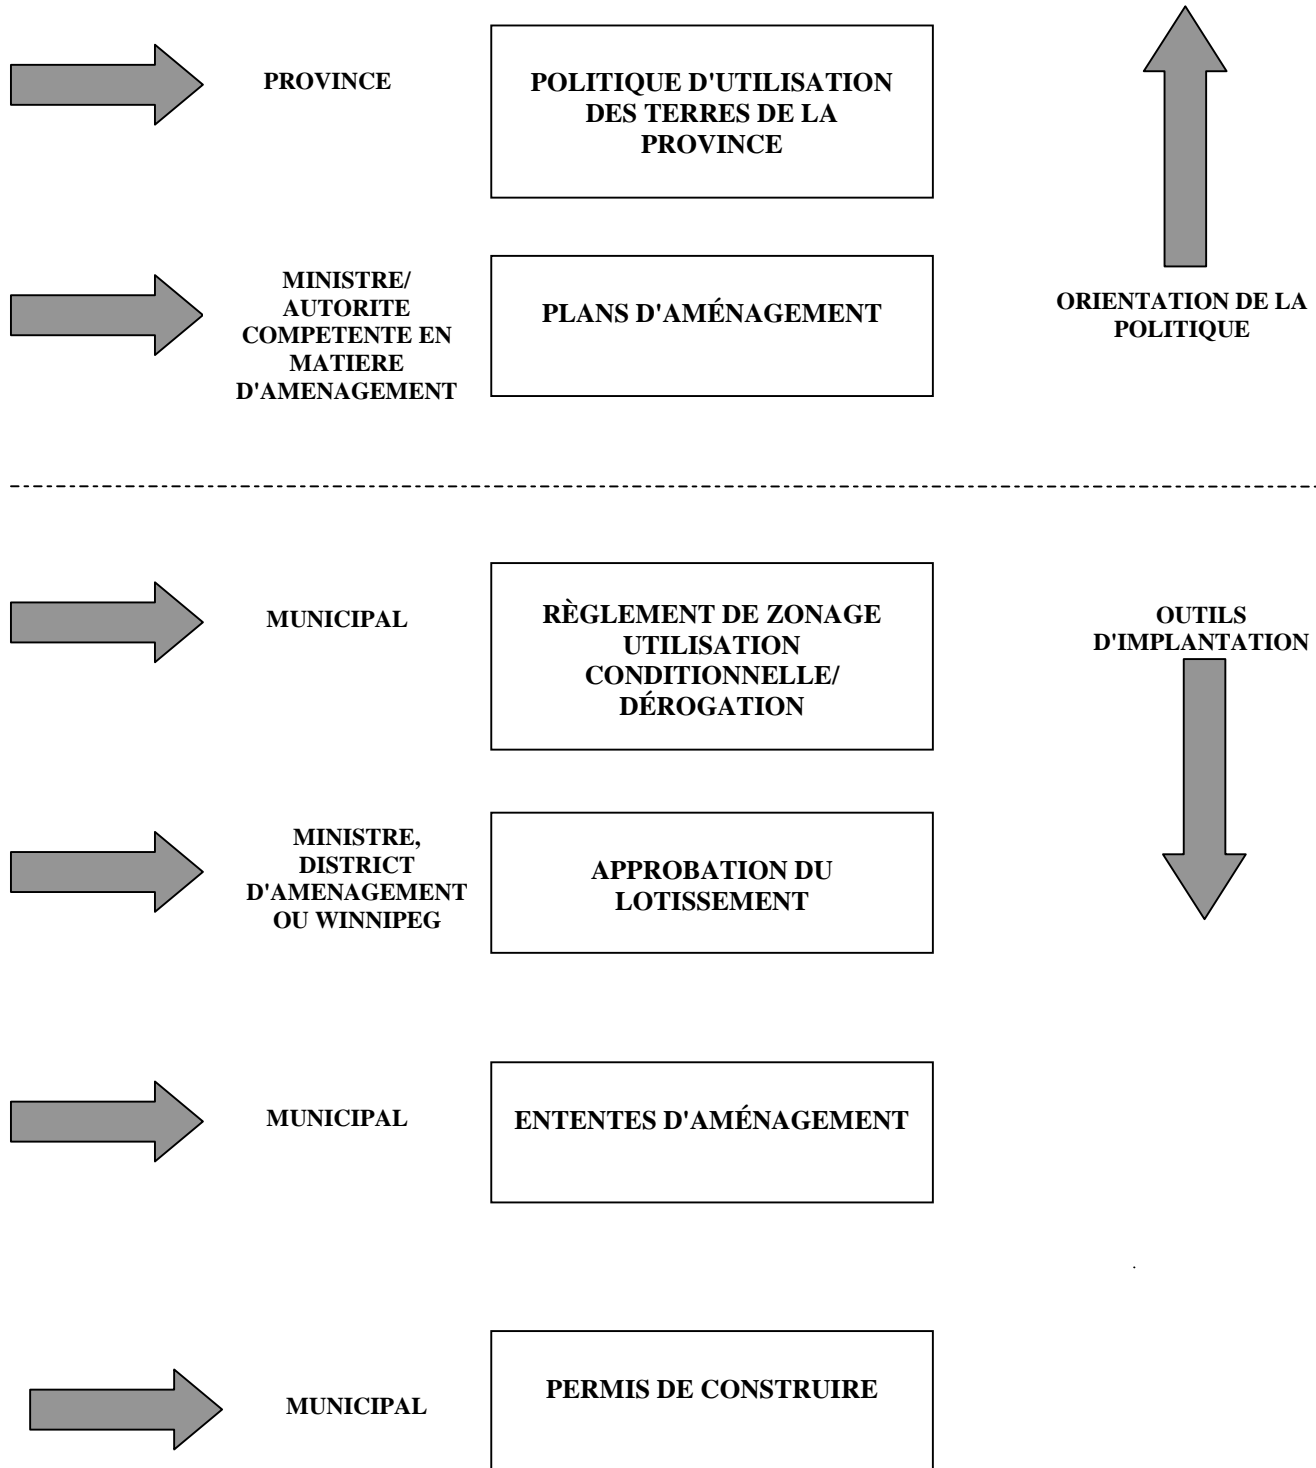 PROVINCE
POLITIQUE D'UTILISATION
DES TERRES DE LA
PROVINCE
MINISTRE/
AUTORITE
COMPETENTE EN
MATIERE
D'AMENAGEMENT
PLANS D'AMÉNAGEMENT
ORIENTATION DE LA
POLITIQUE
MUNICIPAL
RÈGLEMENT DE ZONAGE
UTILISATION
CONDITIONNELLE/
DÉROGATION
OUTILS
D'IMPLANTATION
MINISTRE,
DISTRICT
D'AMENAGEMENT
OU WINNIPEG
APPROBATION DU
LOTISSEMENT
MUNICIPAL
ENTENTES D'AMÉNAGEMENT
.
MUNICIPAL
PERMIS DE CONSTRUIRE